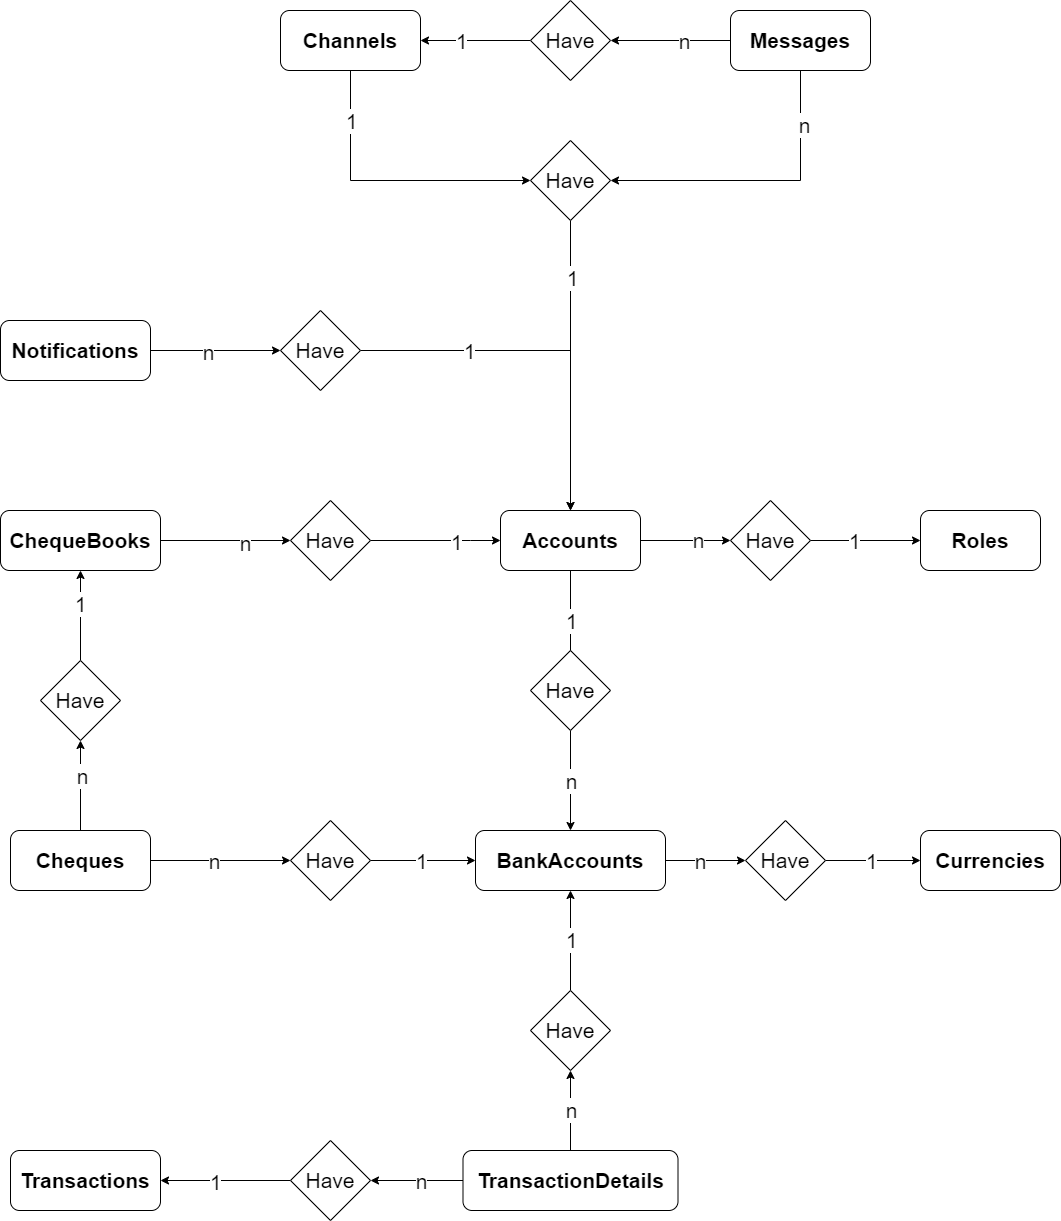 Channels
1
Have
n
Messages
1
n
Have
1
Notifications
n
Have
1
ChequeBooks
n
Have
1
Accounts
n
Have
1
Roles
1
1
Have
Have
n
n
Cheques
n
Have
1
BankAccounts
n
Have
1
Currencies
1
Have
n
Transactions
1
Have
n
TransactionDetails